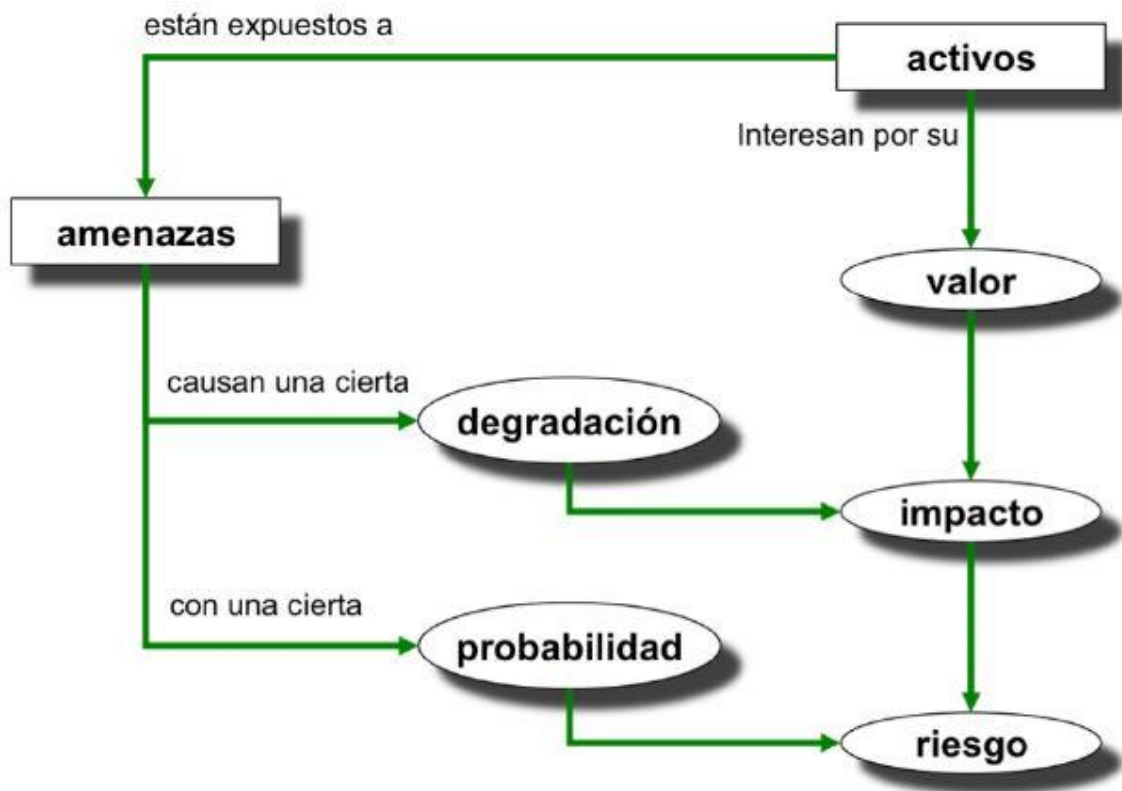 están expuestos a
activos
Interesan por su
amenazas
valor
causan una cierta
degradación
impacto
con una cierta
probabilidad
riesgo